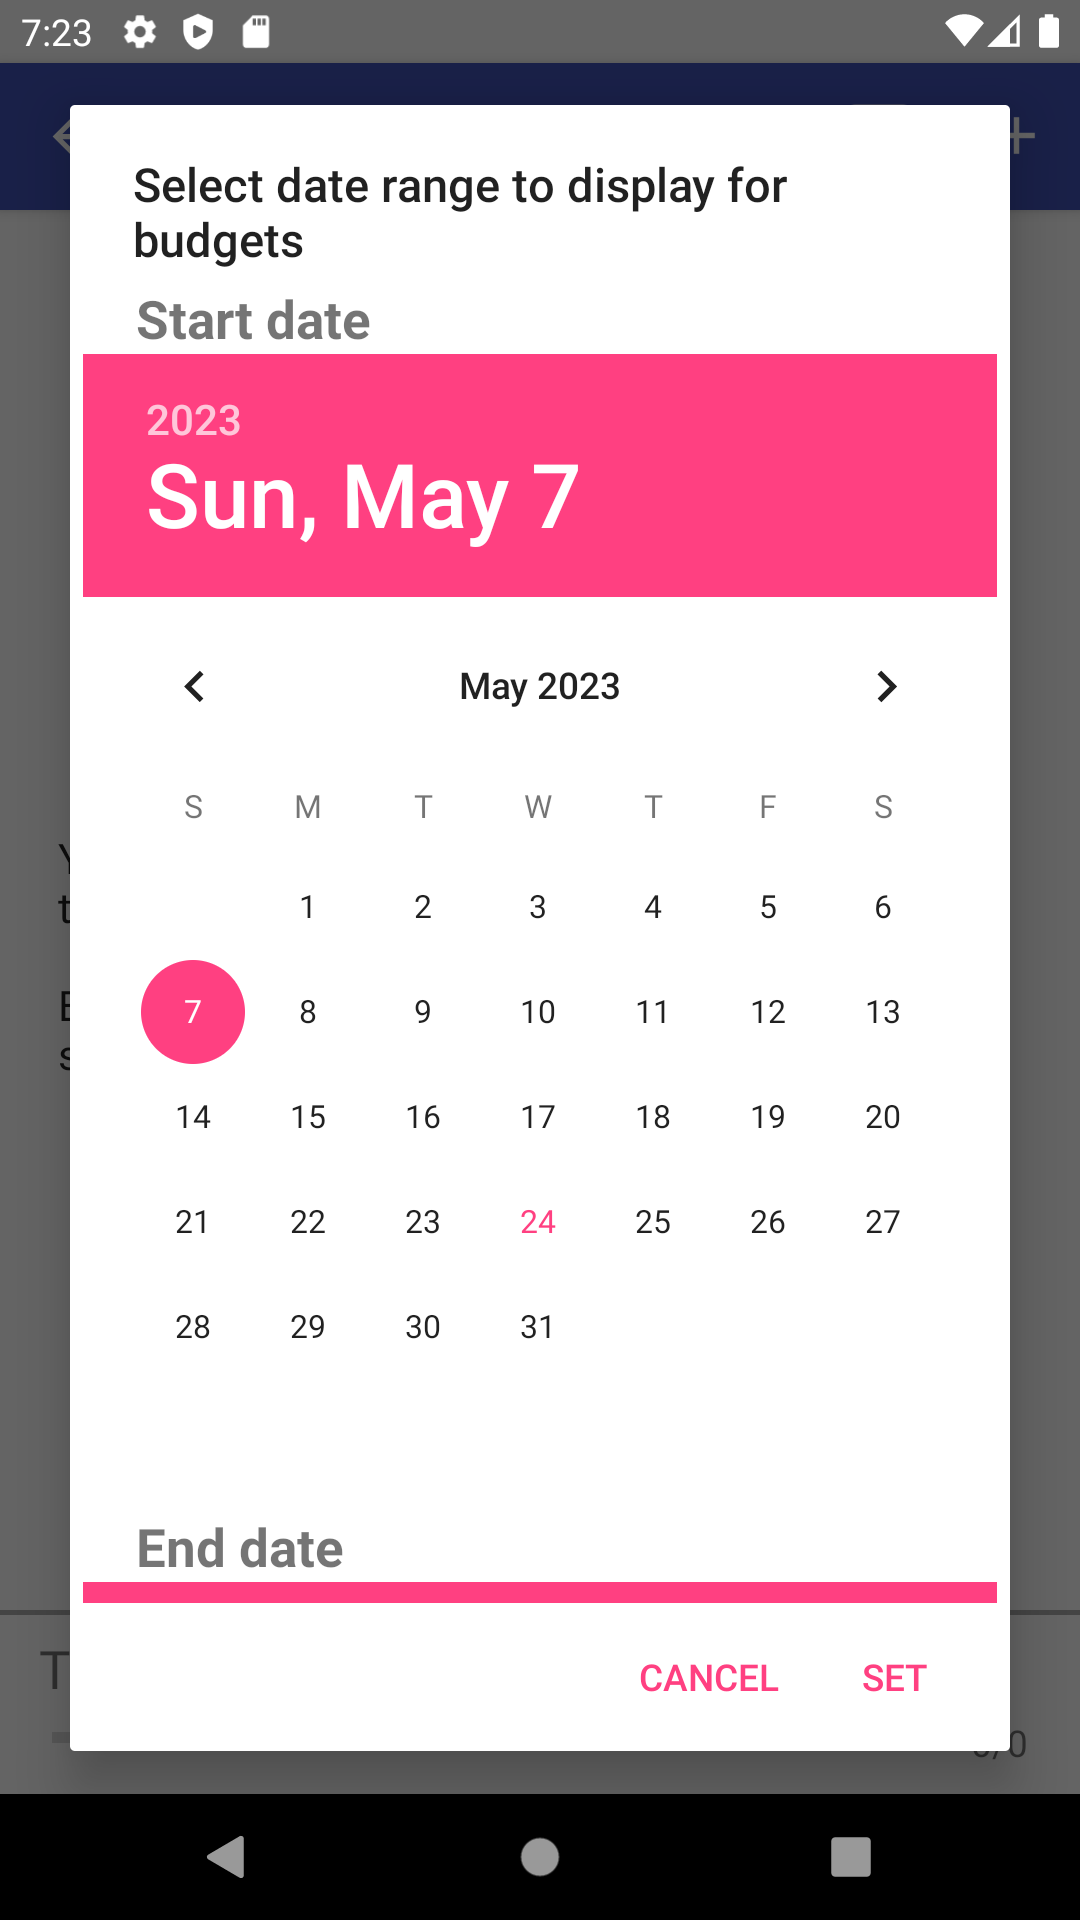 7:23
Select date range to display for
budgets
Start date
2023
Sun, May 7
May 2023
S M T W T F S
1 2 3 4 5 6
7 8 9 10 11 12 13
14 15 16 17 18 19 20
21 22 23 24 25 26 27
28 29 30 31
End date
CANCEL SET